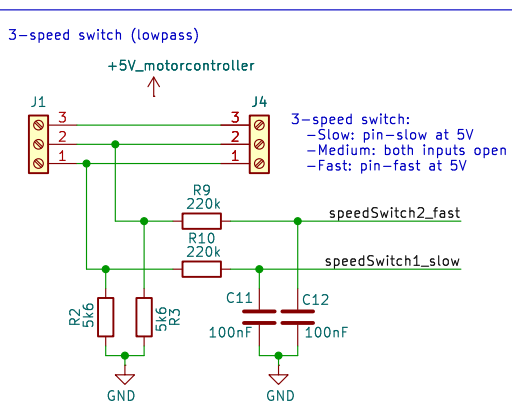 3-speed switch (lowpass)
+5V_motorcontroller
J1
J4
3
3
2
2
1
1
3-speed switch:
-Slow: pin-slow at 5V
-Medium: both inputs open
-Fast: pin-fast at 5V
R9
220k
speedSwitch2_fast
R10
220k
speedSwitch1_slow
R2
5k6
5k6
R3
C11
100nF
C12
100nF
GND
GND